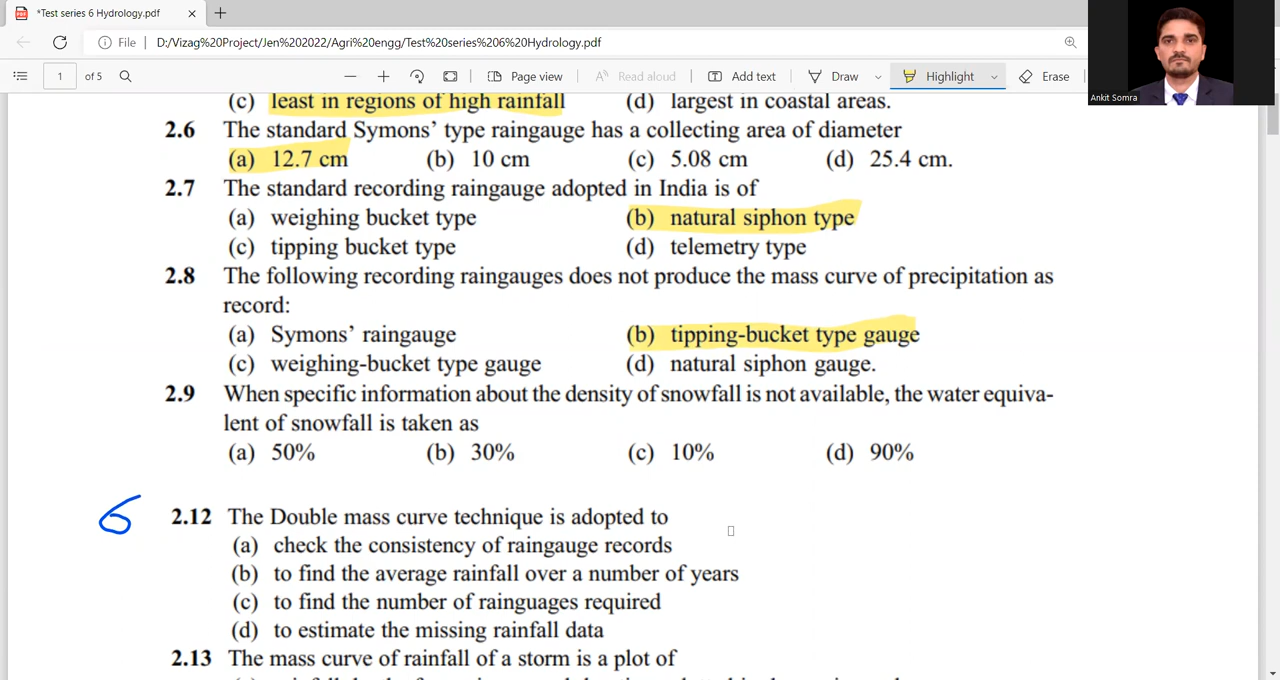 *Test series 6 Hydrology.pdf
File D:/Vizag%20Project/Jen%202022/Agri%20engg/Test%20series%206%20Hydrology.pdf
1 of 5 Page view Read aloud Add text Draw Highlight Erase
Ankit Somra
(c) least in regions of high rainfall (d) largest in coastal areas.
2.6 The standard Symons' type raingauge has a collecting area of diameter
(a) 12.7 cm (b) 10 cm (c) 5.08 cm (d) 25.4 cm.
2.7 The standard recording raingauge adopted in India is of
(a) weighing bucket type (b) natural siphon type
(c) tipping bucket type (d) telemetry type
2.8 The following recording raingauges does not produce the mass curve of precipitation as
record:
(a) Symons' raingauge (b) tipping-bucket type gauge
(c) weighing-bucket type gauge (d) natural siphon gauge.
2.9 When specific information about the density of snowfall is not available, the water equiva-
lent of snowfall is taken as
(a) 50% (b) 30% (c) 10% (d) 90%
6 2.12 The Double mass curve technique is adopted to
(a) check the consistency of raingauge records
(b) to find the average rainfall over a number of years
(c) to find the number of rainguages required
(d) to estimate the missing rainfall data
2.13 The mass curve of rainfall of a storm is a plot of